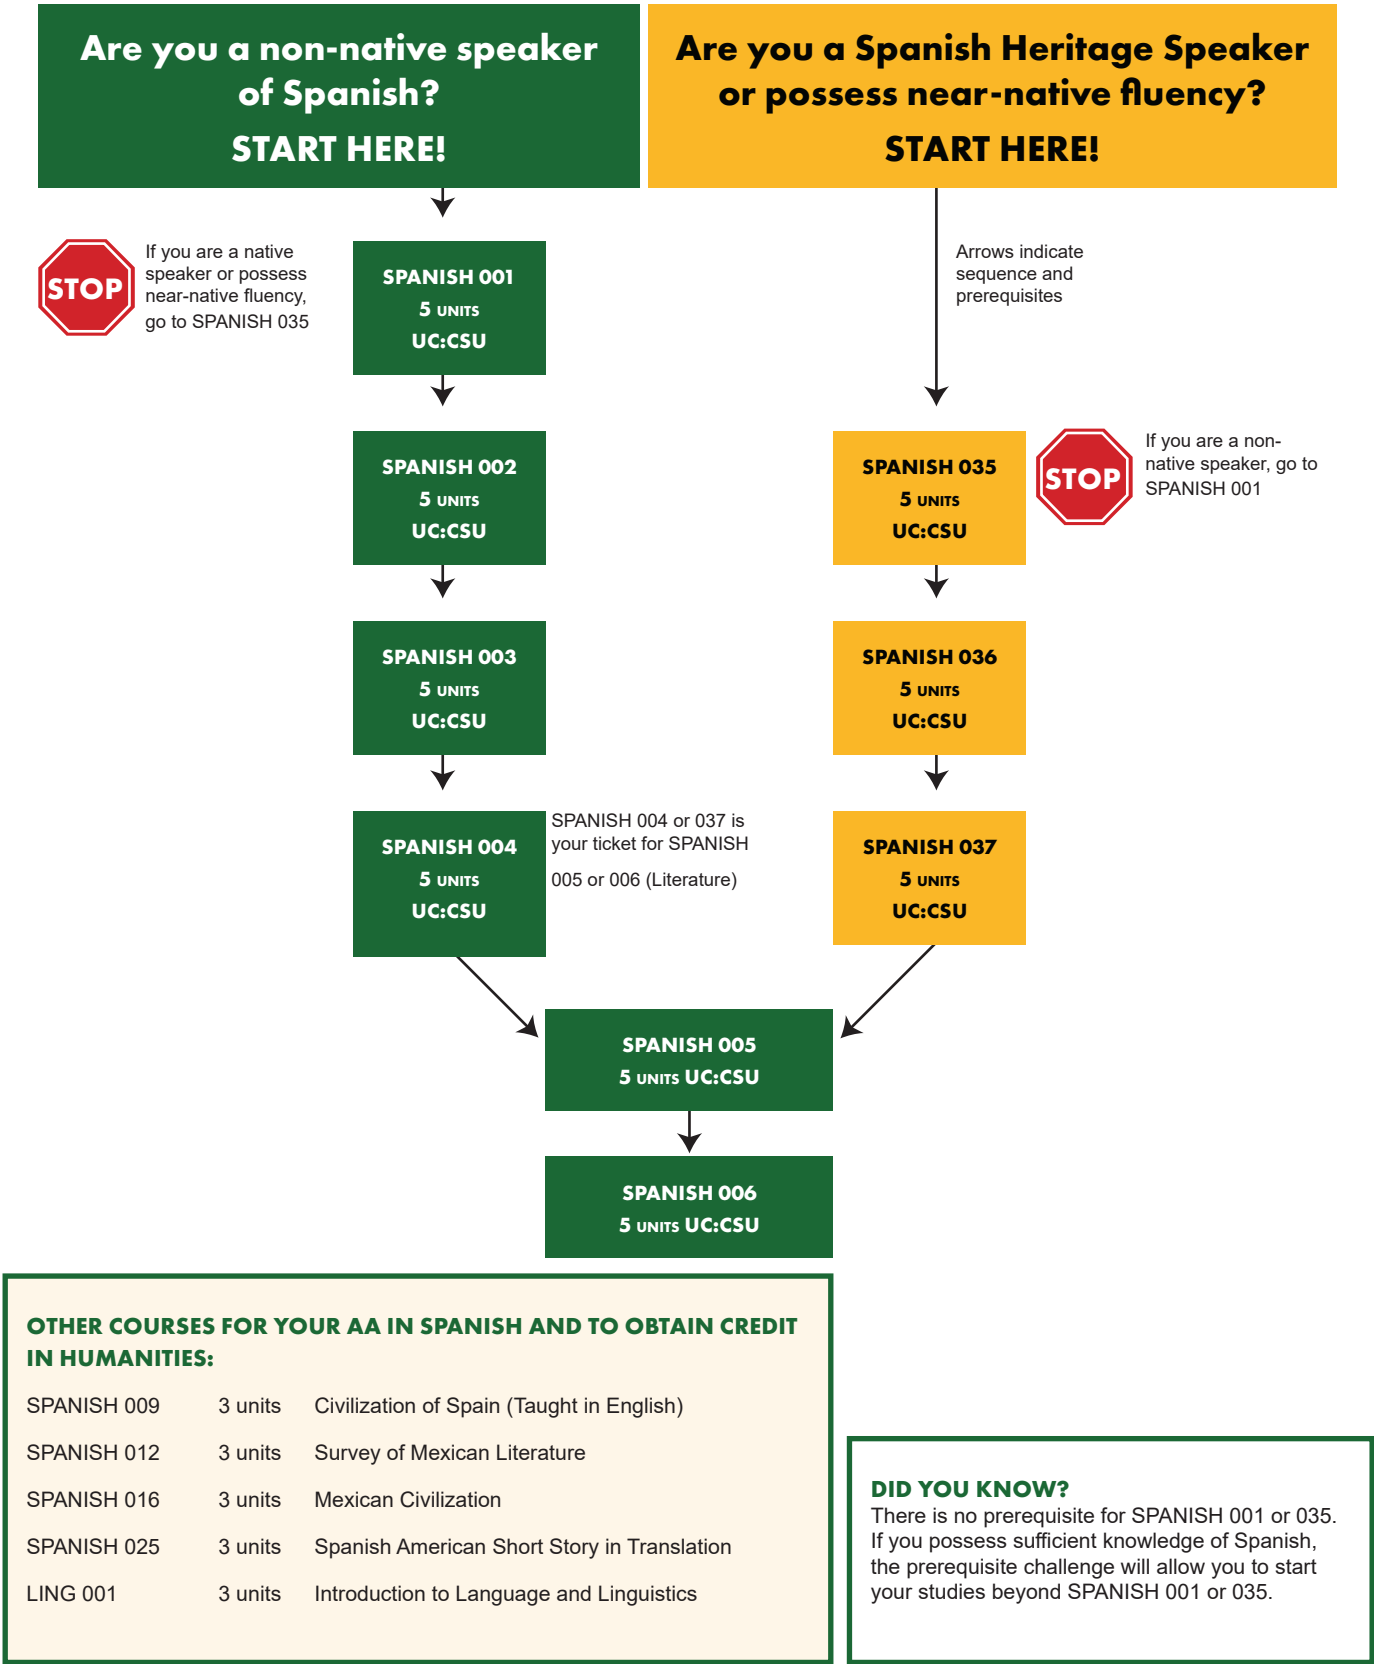 Are you a non-native speaker
of Spanish?
START HERE!
Are you a Spanish Heritage Speaker
or possess near-native fluency?
START HERE!
STOP
If you are a native
speaker or possess
near-native fluency,
go to SPANISH 035
SPANISH 001
5 UNITS
UC:CSU
Arrows indicate
sequence and
prerequisites
SPANISH 002
5 UNITS
UC:CSU
SPANISH 035
5 UNITS
UC:CSU
STOP
If you are a non-
native speaker, go to
SPANISH 001
SPANISH 003
5 UNITS
UC:CSU
SPANISH 036
5 UNITS
UC:CSU
SPANISH 004
5 UNITS
UC:CSU
SPANISH 004 or 037 is
your ticket for SPANISH
005 or 006 (Literature)
SPANISH 037
5 UNITS
UC:CSU
SPANISH 005
5 UNITS UC:CSU
SPANISH 006
5 UNITS UC:CSU
OTHER COURSES FOR YOUR AA IN SPANISH AND TO OBTAIN CREDIT
IN HUMANITIES:
SPANISH 009 3 units Civilization of Spain (Taught in English)
SPANISH 012 3 units Survey of Mexican Literature
SPANISH 016 3 units Mexican Civilization
SPANISH 025 3 units Spanish American Short Story in Translation
LING 001 3 units Introduction to Language and Linguistics
DID YOU KNOW?
There is no prerequisite for SPANISH 001 or 035.
If you possess sufficient knowledge of Spanish,
the prerequisite challenge will allow you to start
your studies beyond SPANISH 001 or 035.